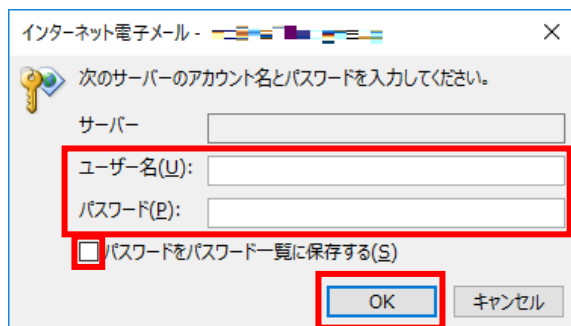 インターネット電子メール -
次のサーバーのアカウント名とパスワードを入力してください。
サーバー
ユーザー名(U):
パスワード(P):
パスワードをパスワード一覧に保存する(S)
OK キャンセル